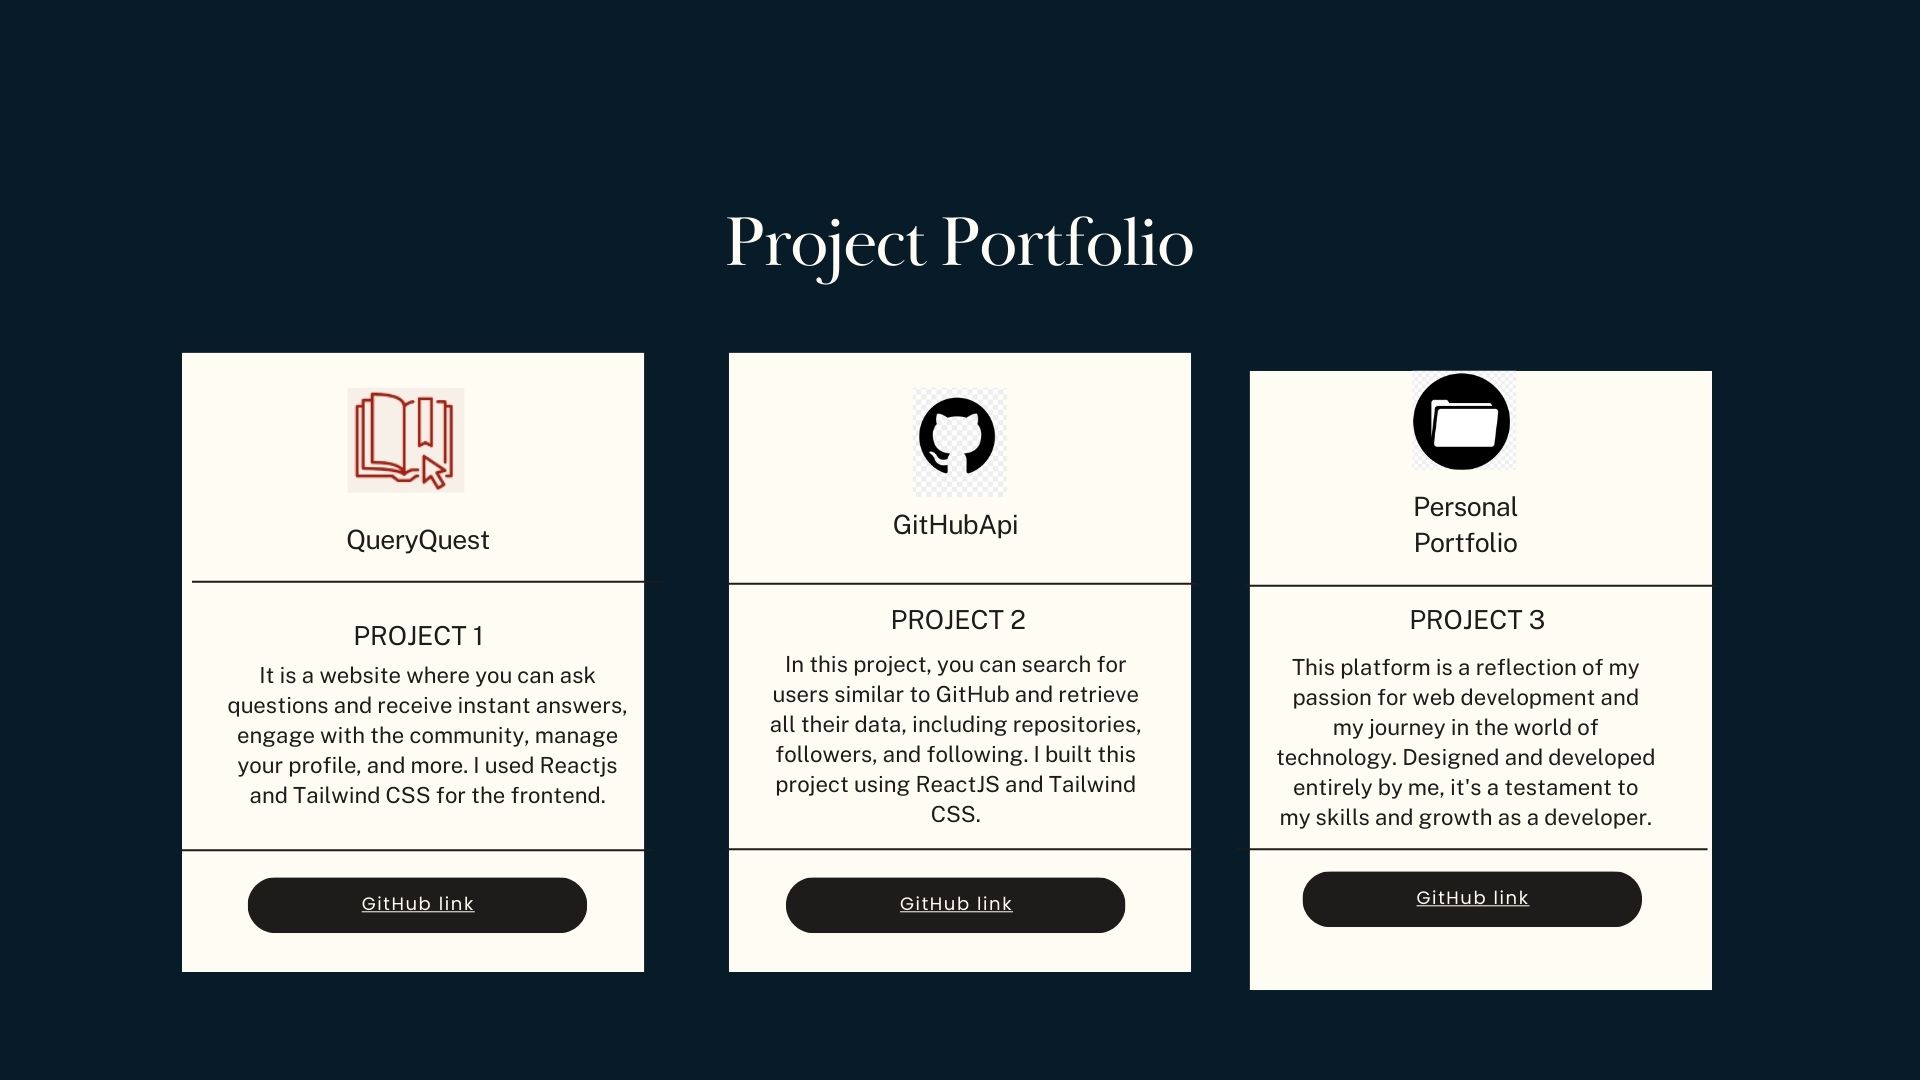 Project Portfolio
QueryQuest
PROJECT 1
It is a website where you can ask
questions and receive instant answers,
engage with the community, manage
your profile, and more. I used Reactjs
and Tailwind CSS for the frontend.
GitHub link
GitHubApi
PROJECT 2
In this project, you can search for
users similar to GitHub and retrieve
all their data, including repositories,
followers, and following. I built this
project using ReactJS and Tailwind
CSS.
GitHub link
Personal
Portfolio
PROJECT 3
This platform is a reflection of my
passion for web development and
my journey in the world of
technology. Designed and developed
entirely by me, it's a testament to
my skills and growth as a developer.
GitHub link